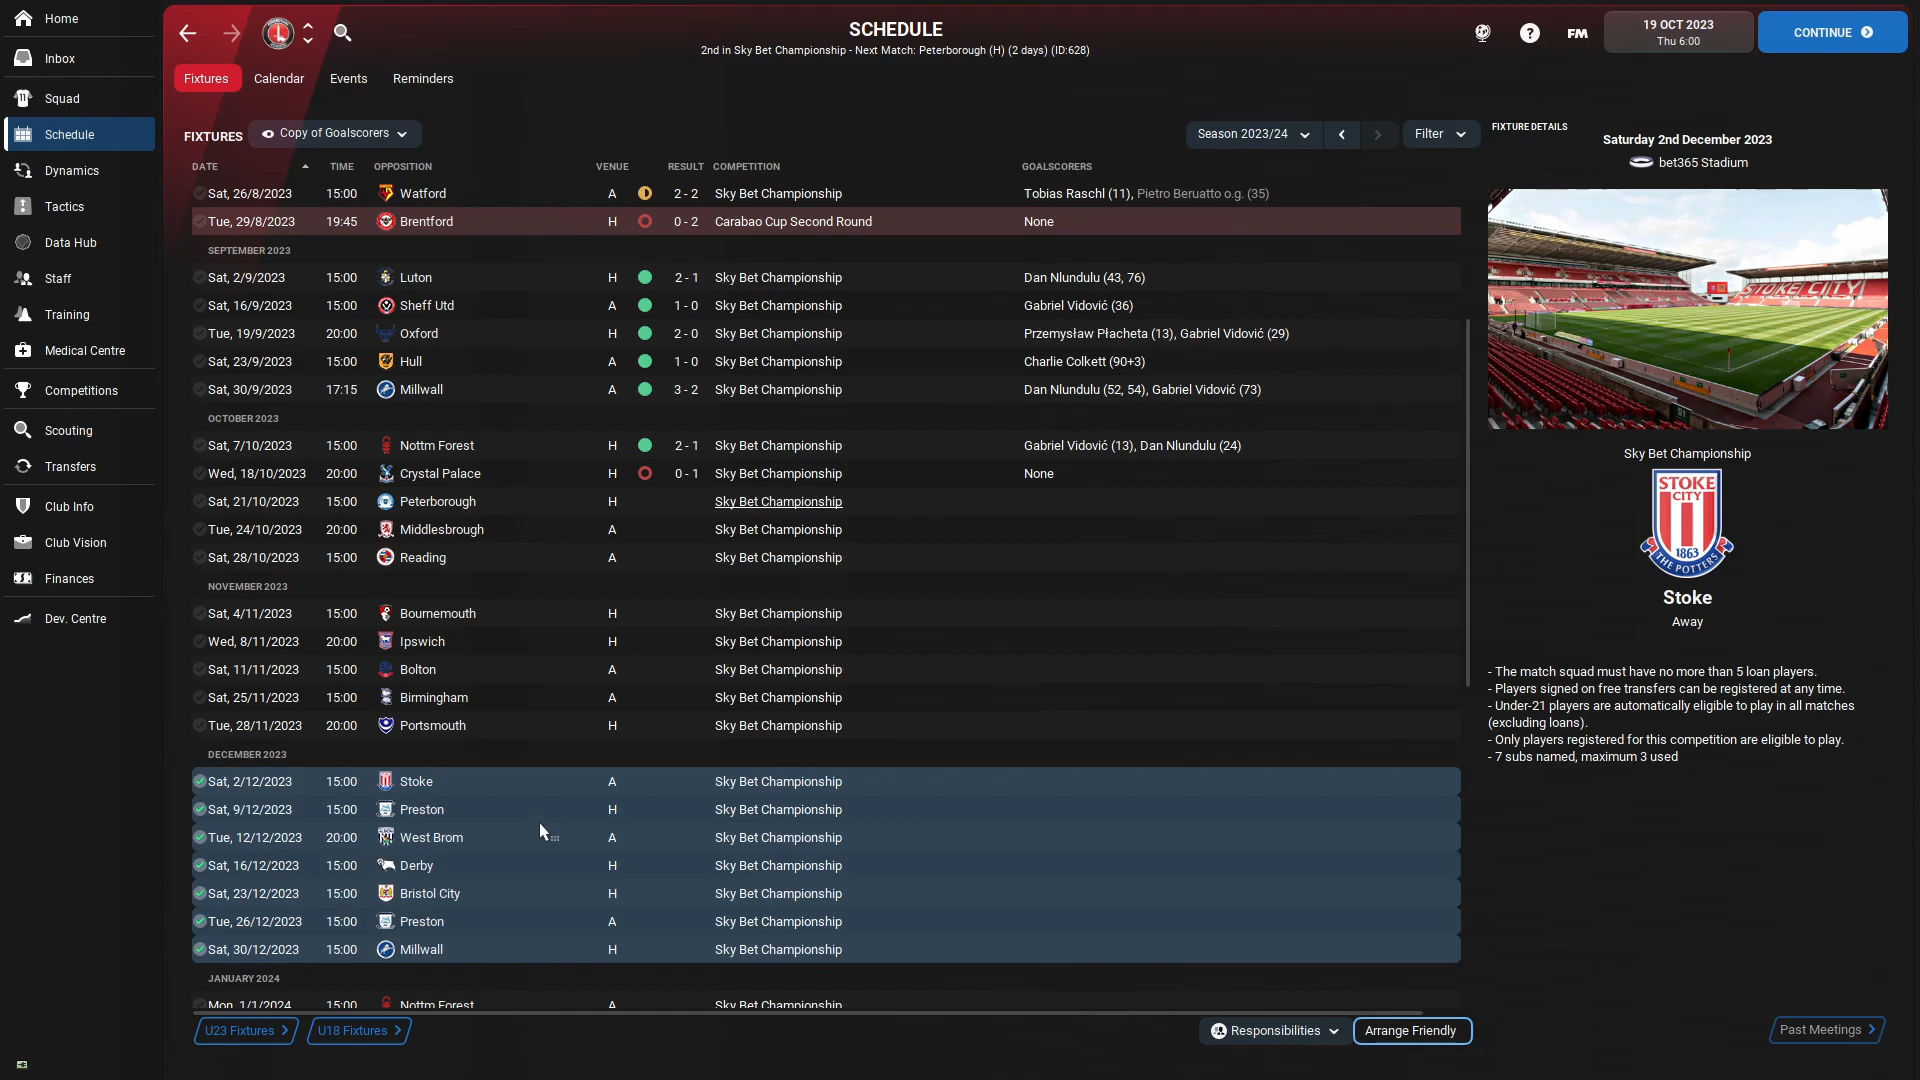 Home
Inbox
Squad
Schedule
Dynamics
Tactics
Data Hub
Staff
Training
Medical Centre
Competitions
Scouting
Transfers
Club Info
Club Vision
Finances
Dev. Centre
SCHEDULE
2nd in Sky Bet Championship - Next Match: Peterborough (H) (2 days) (ID:628)
FM
19 OCT 2023
Thu 6:00
CONTINUE
Fixtures Calendar Events Reminders
FIXTURES Copy of Goalscorers Season 2023/24 Filter
DATE TIME OPPOSITION VENUE RESULT COMPETITION GOALSCORERS
Sat, 26/8/2023 15:00 Watford A 2 - 2 Sky Bet Championship Tobias Raschl (11), Pietro Beruatto o.g. (35)
Tue, 29/8/2023 19:45 Brentford H 0 - 2 Carabao Cup Second Round None
SEPTEMBER 2023
Sat, 2/9/2023 15:00 Luton H 2 - 1 Sky Bet Championship Dan Nlundulu (43, 76)
Sat, 16/9/2023 15:00 Sheff Utd A 1 - 0 Sky Bet Championship Gabriel Vidović (36)
Tue, 19/9/2023 20:00 Oxford H 2 - 0 Sky Bet Championship Przemysław Płacheta (13), Gabriel Vidović (29)
Sat, 23/9/2023 15:00 Hull A 1 - 0 Sky Bet Championship Charlie Colkett (90+3)
Sat, 30/9/2023 17:15 Millwall A 3 - 2 Sky Bet Championship Dan Nlundulu (52, 54), Gabriel Vidović (73)
OCTOBER 2023
Sat, 7/10/2023 15:00 Nottm Forest H 2 - 1 Sky Bet Championship Gabriel Vidović (13), Dan Nlundulu (24)
Wed, 18/10/2023 20:00 Crystal Palace H 0 - 1 Sky Bet Championship None
Sat, 21/10/2023 15:00 Peterborough H Sky Bet Championship
Tue, 24/10/2023 20:00 Middlesbrough A Sky Bet Championship
Sat, 28/10/2023 15:00 Reading A Sky Bet Championship
NOVEMBER 2023
Sat, 4/11/2023 15:00 Bournemouth H Sky Bet Championship
Wed, 8/11/2023 20:00 Ipswich H Sky Bet Championship
Sat, 11/11/2023 15:00 Bolton A Sky Bet Championship
Sat, 25/11/2023 15:00 Birmingham A Sky Bet Championship
Tue, 28/11/2023 20:00 Portsmouth H Sky Bet Championship
DECEMBER 2023
Sat, 2/12/2023 15:00 Stoke A Sky Bet Championship
Sat, 9/12/2023 15:00 Preston H Sky Bet Championship
Tue, 12/12/2023 20:00 West Brom A Sky Bet Championship
Sat, 16/12/2023 15:00 Derby H Sky Bet Championship
Sat, 23/12/2023 15:00 Bristol City H Sky Bet Championship
Tue, 26/12/2023 15:00 Preston A Sky Bet Championship
Sat, 30/12/2023 15:00 Millwall H Sky Bet Championship
JANUARY 2024
Mon, 1/1/2024 15:00 Nottm Forest A Sky Bet Championship
U23 Fixtures U18 Fixtures Responsibilities Arrange Friendly
FIXTURE DETAILS
Saturday 2nd December 2023
bet365 Stadium
STOKE CITY
Sky Bet Championship
STOKE
CITY
1863
THE POTTERS
Stoke
Away
- The match squad must have no more than 5 loan players.
- Players signed on free transfers can be registered at any time.
- Under-21 players are automatically eligible to play in all matches
(excluding loans).
- Only players registered for this competition are eligible to play.
- 7 subs named, maximum 3 used
Past Meetings